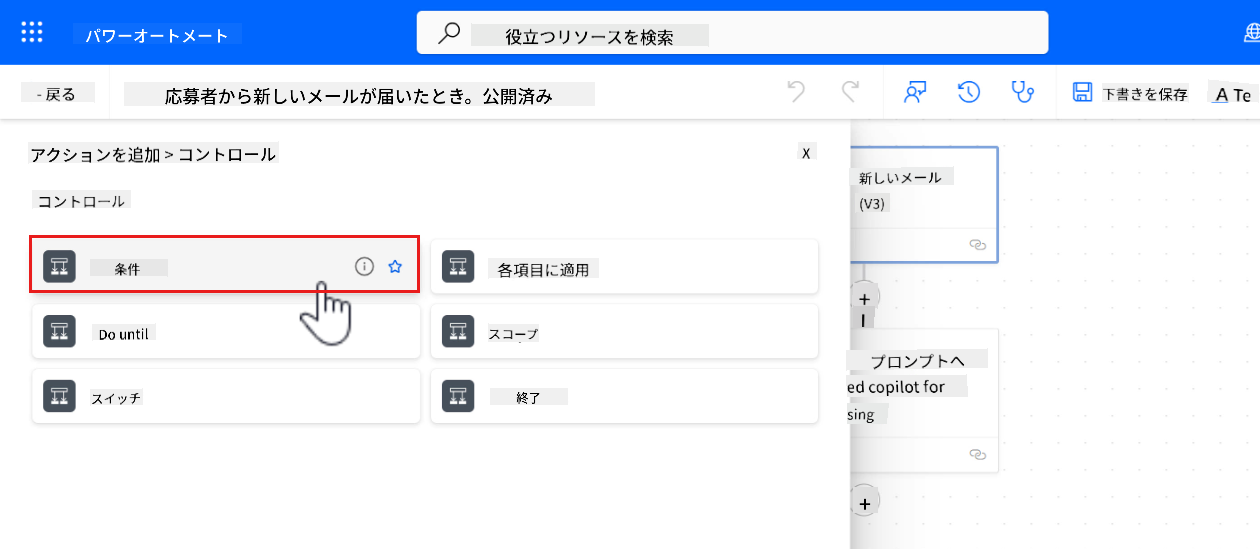 パワーオートメート
役立つリソースを検索
- 戻る
応募者から新しいメールが届いたとき。公開済み
下書きを保存
A Te
アクションを追加 > コントロール
X
コントロール
条件
各項目に適用
Do until
スコープ
スイッチ
終了
新しいメール
(V3)
プロンプトへ
ed copilot for
sing